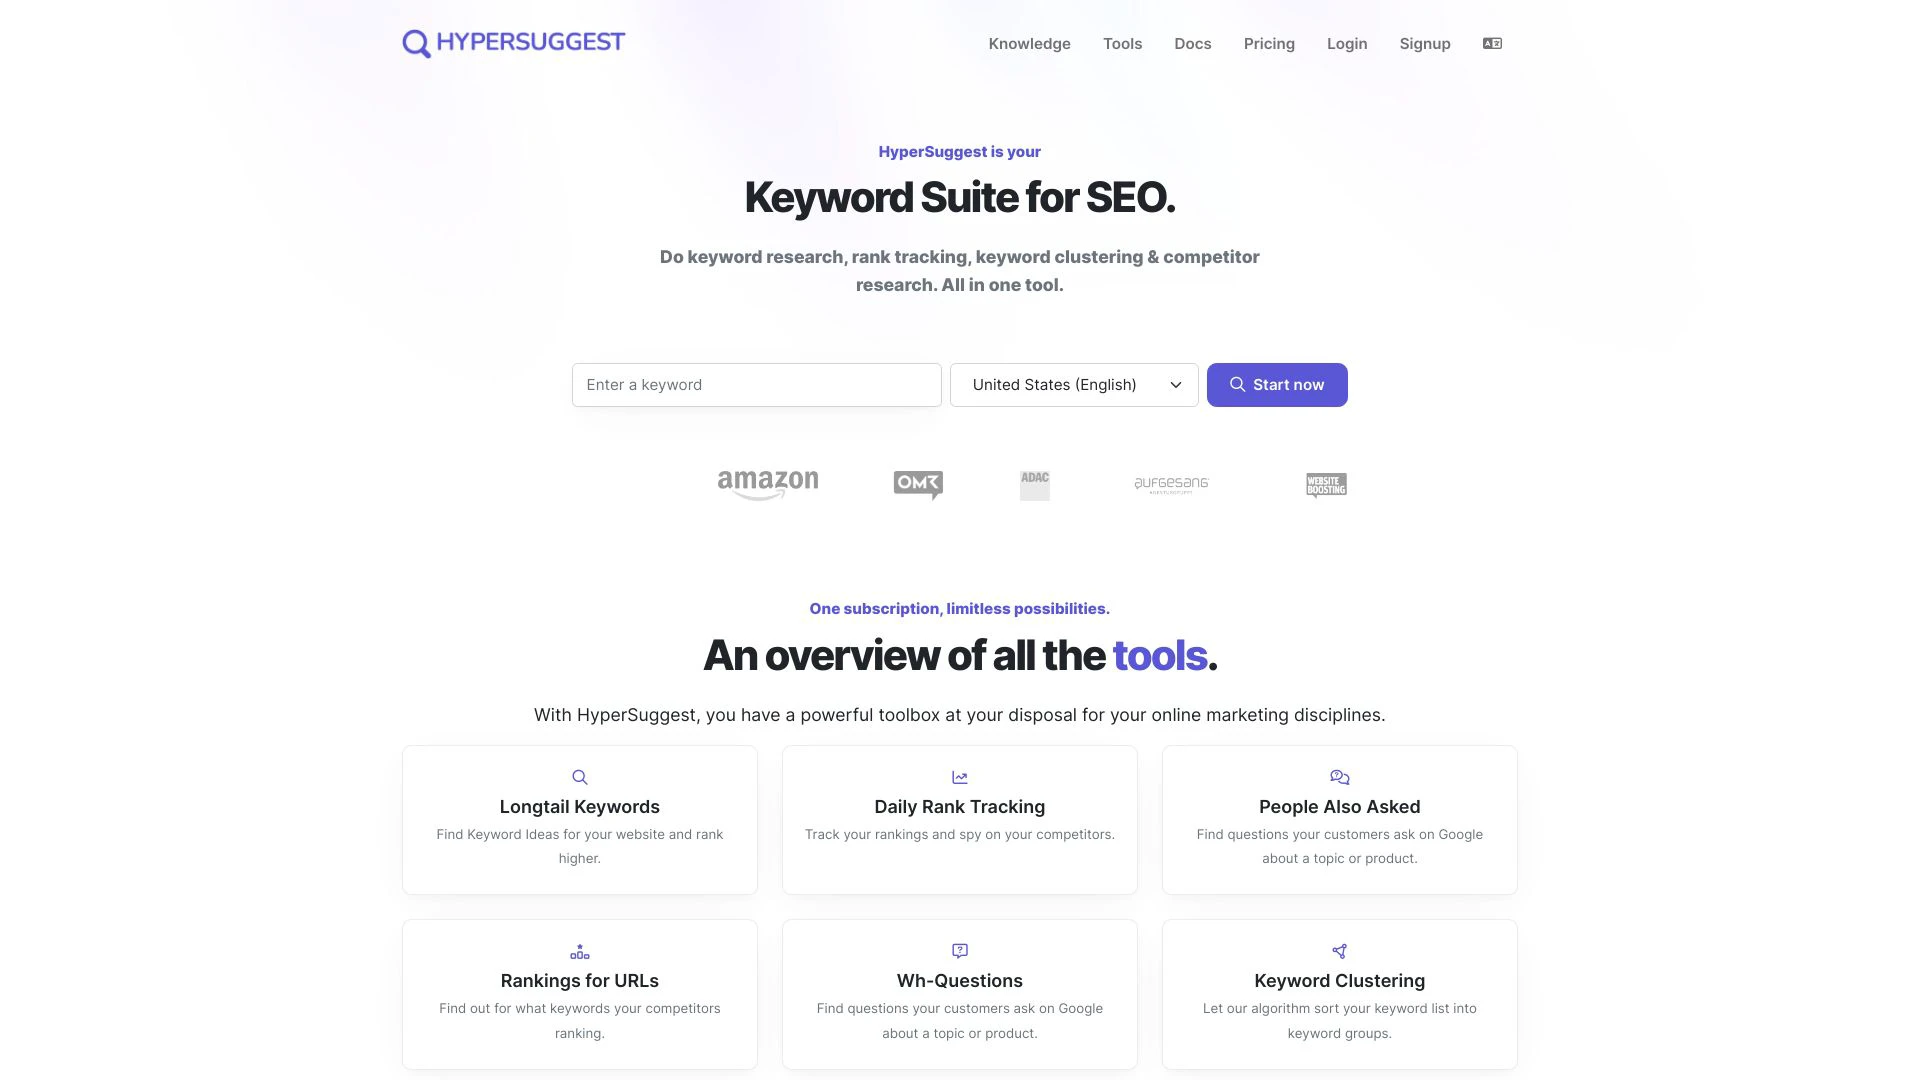 HYPERSUGGEST
Knowledge
Tools
Docs
Pricing
Login
Signup
HyperSuggest is your
Keyword Suite for SEO.
Do keyword research, rank tracking, keyword clustering & competitor
research. All in one tool.
Enter a keyword
United States (English)
Start now
amazon
OMR
ADAC
aufgesang
WEBSITE
BOOSTING
One subscription, limitless possibilities.
An overview of all the tools.
With HyperSuggest, you have a powerful toolbox at your disposal for your online marketing disciplines.
Longtail Keywords
Find Keyword Ideas for your website and rank
higher.
Daily Rank Tracking
Track your rankings and spy on your competitors.
People Also Asked
Find questions your customers ask on Google
about a topic or product.
Rankings for URLs
Find out for what keywords your competitors
ranking.
Wh-Questions
Find questions your customers ask on Google
about a topic or product.
Keyword Clustering
Let our algorithm sort your keyword list into
keyword groups.